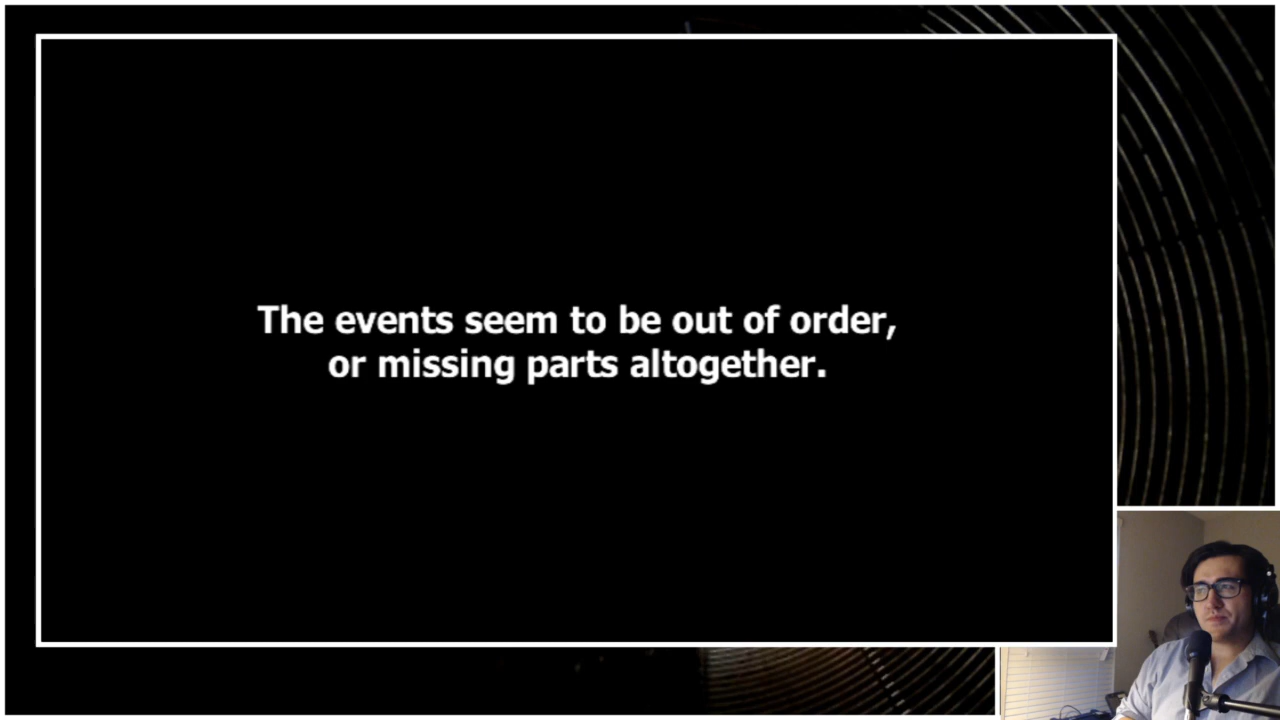 The events seem to be out of order,
or missing parts altogether.